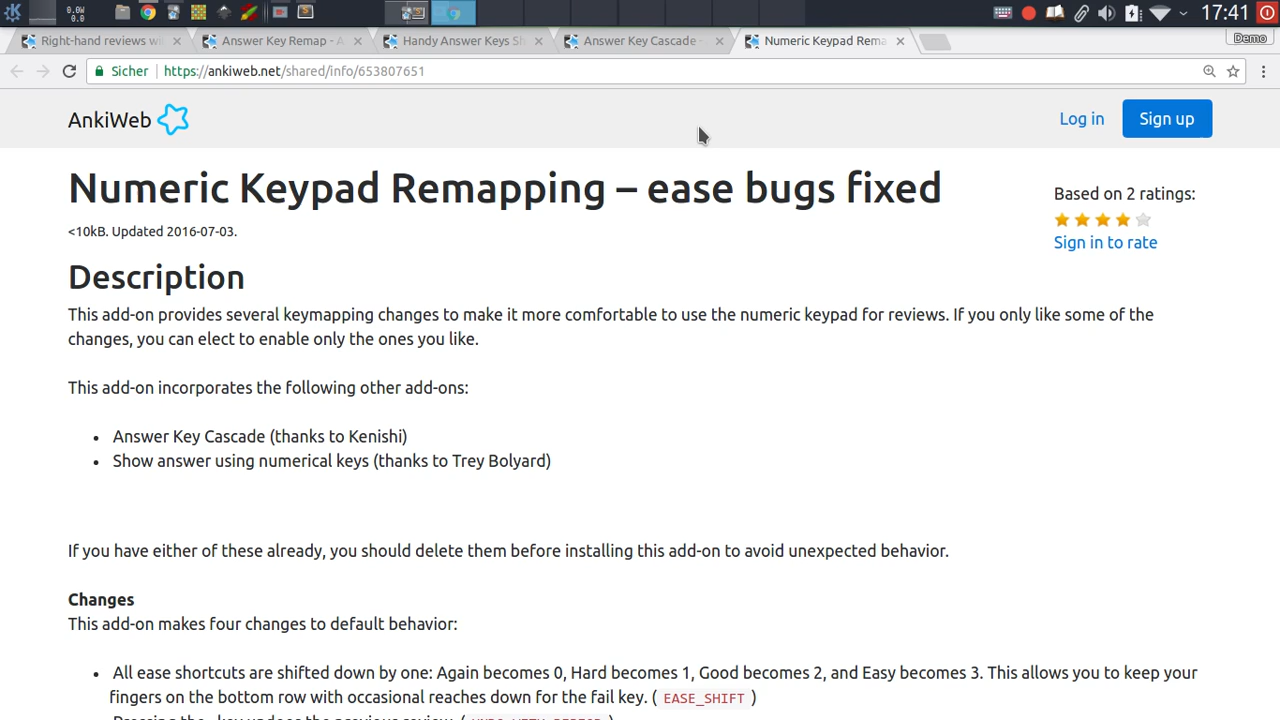 0.0W
0.0
17:41
Right-hand reviews wi
Answer Key Remap - A
Handy Answer Keys Sh
Answer Key Cascade -
Numeric Keypad Rema
Demo
Sicher
https://ankiweb.net/shared/info/653807651
AnkiWeb
Log in
Sign up
Numeric Keypad Remapping – ease bugs fixed
Based on 2 ratings:
<10kB. Updated 2016-07-03.
Sign in to rate
Description
This add-on provides several keymapping changes to make it more comfortable to use the numeric keypad for reviews. If you only like some of the
changes, you can elect to enable only the ones you like.
This add-on incorporates the following other add-ons:
• Answer Key Cascade (thanks to Kenishi)
• Show answer using numerical keys (thanks to Trey Bolyard)
If you have either of these already, you should delete them before installing this add-on to avoid unexpected behavior.
Changes
This add-on makes four changes to default behavior:
• All ease shortcuts are shifted down by one: Again becomes 0, Hard becomes 1, Good becomes 2, and Easy becomes 3. This allows you to keep your
fingers on the bottom row with occasional reaches down for the fail key. ( EASE_SHIFT )